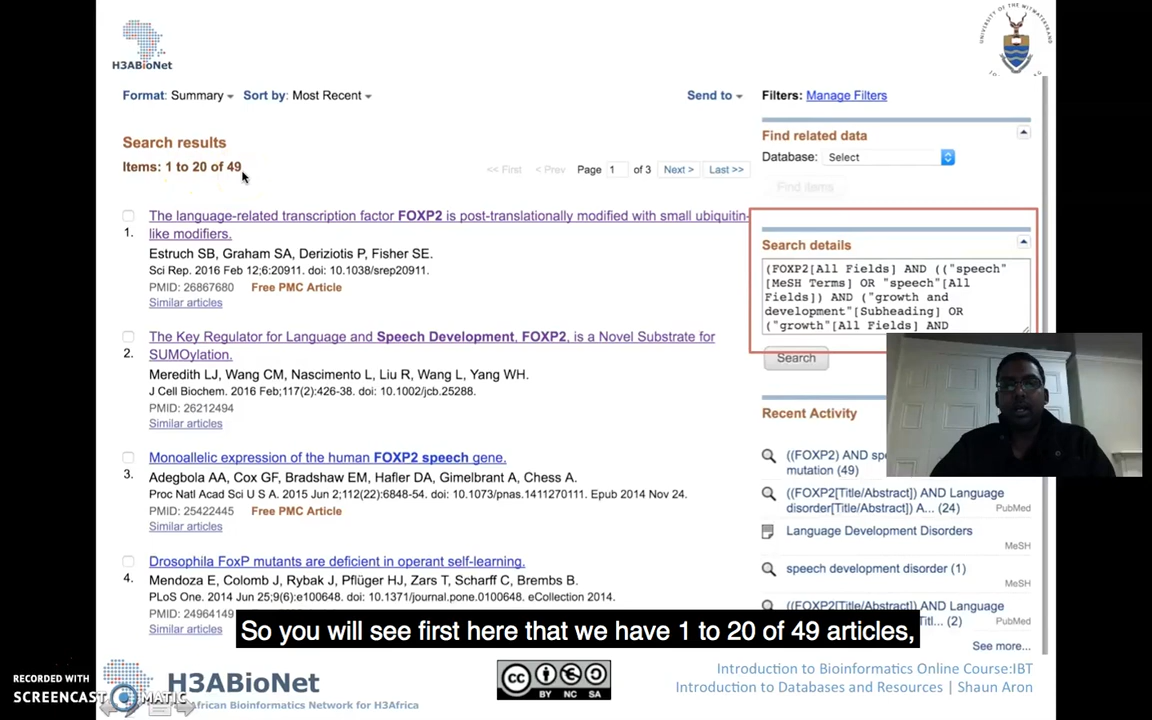 H3ABioNet
UNIVERSITY OF THE WITWATERSRAND
Format: Summary Sort by: Most Recent
Send to
Filters: Manage Filters
Search results
Items: 1 to 20 of 49
<< First < Prev Page 1 of 3 Next > Last >>
Find related data
Database: Select
Find items
The language-related transcription factor FOXP2 is post-translationally modified with small ubiquitin-
1. like modifiers.
Estruch SB, Graham SA, Deriziotis P, Fisher SE.
Sci Rep. 2016 Feb 12;6:20911. doi: 10.1038/srep20911.
PMID: 26867680 Free PMC Article
Similar articles
The Key Regulator for Language and Speech Development, FOXP2, is a Novel Substrate for
2. SUMOylation.
Meredith LJ, Wang CM, Nascimento L, Liu R, Wang L, Yang WH.
J Cell Biochem. 2016 Feb;117(2):426-38. doi: 10.1002/jcb.25288.
PMID: 26212494
Similar articles
Monoallelic expression of the human FOXP2 speech gene.
3. Adegbola AA, Cox GF, Bradshaw EM, Hafler DA, Gimelbrant A, Chess A.
Proc Natl Acad Sci U S A. 2015 Jun 2;112(22):6848-54. doi: 10.1073/pnas.1411270111. Epub 2014 Nov 24.
PMID: 25422445 Free PMC Article
Similar articles
Drosophila FoxP mutants are deficient in operant self-learning.
4. Mendoza E, Colomb J, Rybak J, Pflüger HJ, Zars T, Scharff C, Brembs B.
PLoS One. 2014 Jun 25;9(6):e100648. doi: 10.1371/journal.pone.0100648. eCollection 2014.
PMID: 24964149
Similar articles
Search details
(FOXP2[All Fields] AND (("speech"
[MeSH Terms] OR "speech"[All
Fields]) AND ("growth and
development"[Subheading] OR
("growth"[All Fields] AND
Search
Recent Activity
((FOXP2) AND
mutation (49)
((FOXP2[Title/Abstract]) AND Language
disorder[Title/Abstract]) A... (24) PubMed
Language Development Disorders
MeSH
speech development disorder (1)
MeSH
((FOXP2[Title/Abstract]) AND Language
(2) PubMed
See more...
So you will see first here that we have 1 to 20 of 49 articles,
RECORDED WITH
SCREENCAST MATIC
H3ABioNet
African Bioinformatics Network for H3Africa
CC BY NC SA
Introduction to Bioinformatics Online Course:IBT
Introduction to Databases and Resources | Shaun Aron